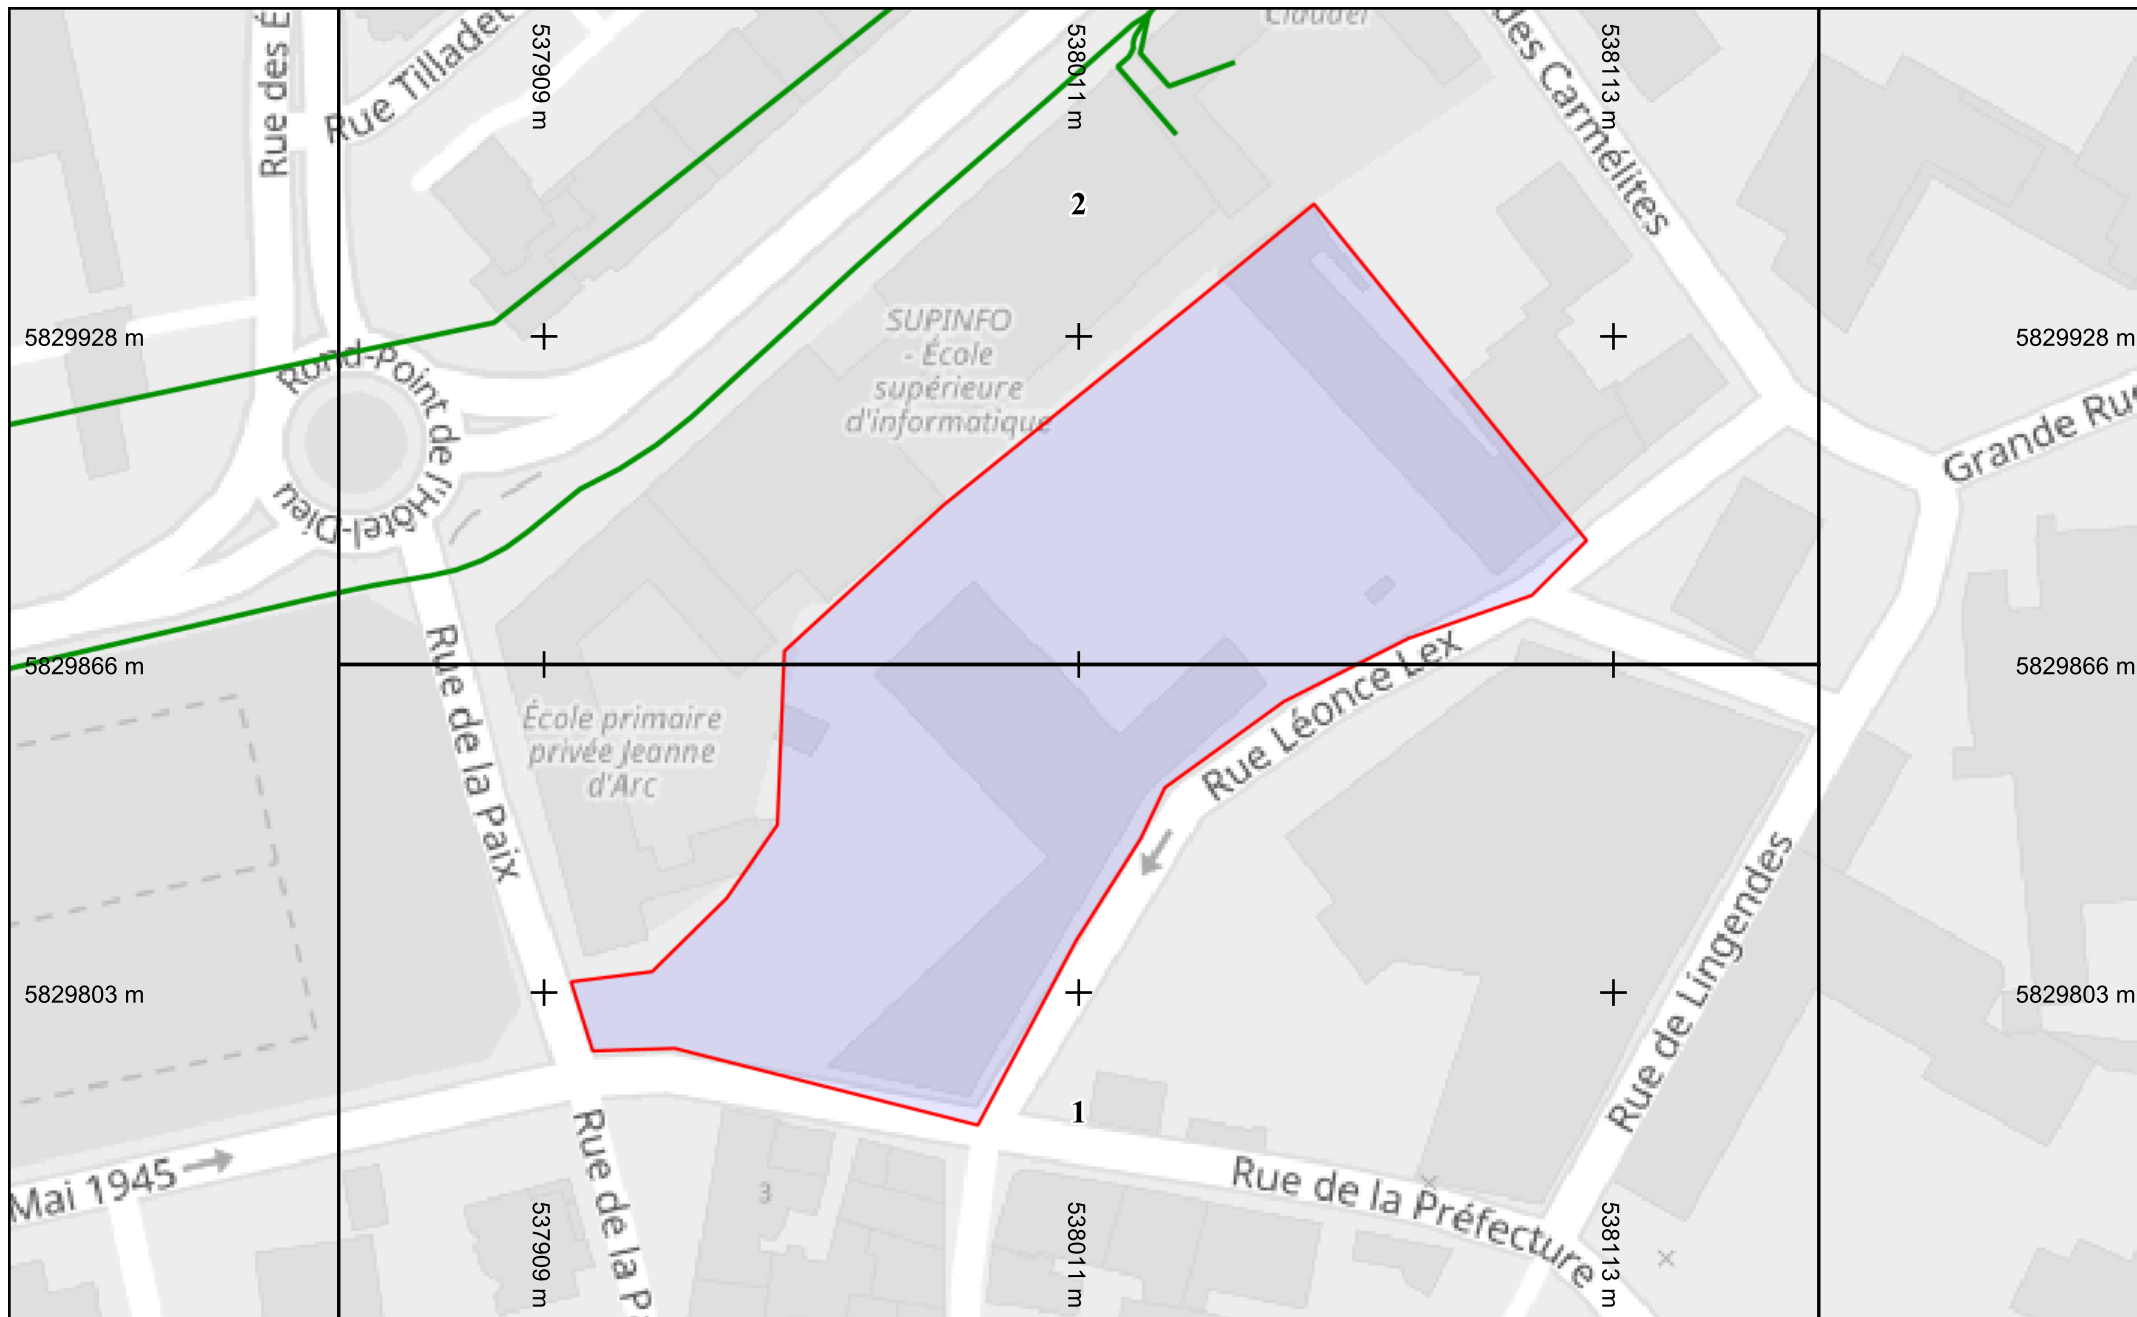 Rue des É
Rue Tilladet
Claudel
des Carmélites
537909 m
538011 m
538113 m
2
5829928 m
5829928 m
SUPINFO
- École
supérieure
d'informatique
Rond-Point de l'Hôtel-Dieu
Grande Rue
5829866 m
5829866 m
Rue de la Paix
École primaire
privée Jeanne
d'Arc
Rue Léonce Lex
Rue de Lingendes
5829803 m
5829803 m
1
Mai 1945
Rue de la P
3
Rue de la Préfecture
537909 m
538011 m
538113 m